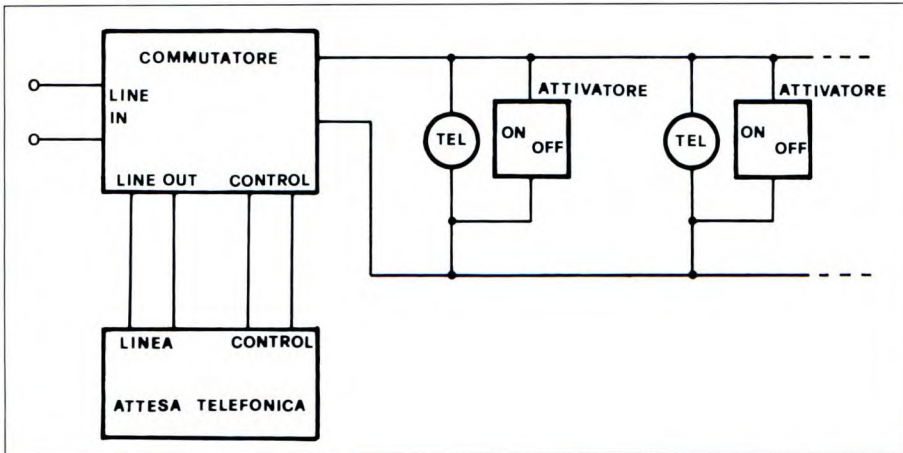 COMMUTATORE
LINE
IN
LINE OUT CONTROL
ATTIVATORE
TEL
ON
OFF
ATTIVATORE
TEL
ON
OFF
LINEA CONTROL
ATTESA TELEFONICA